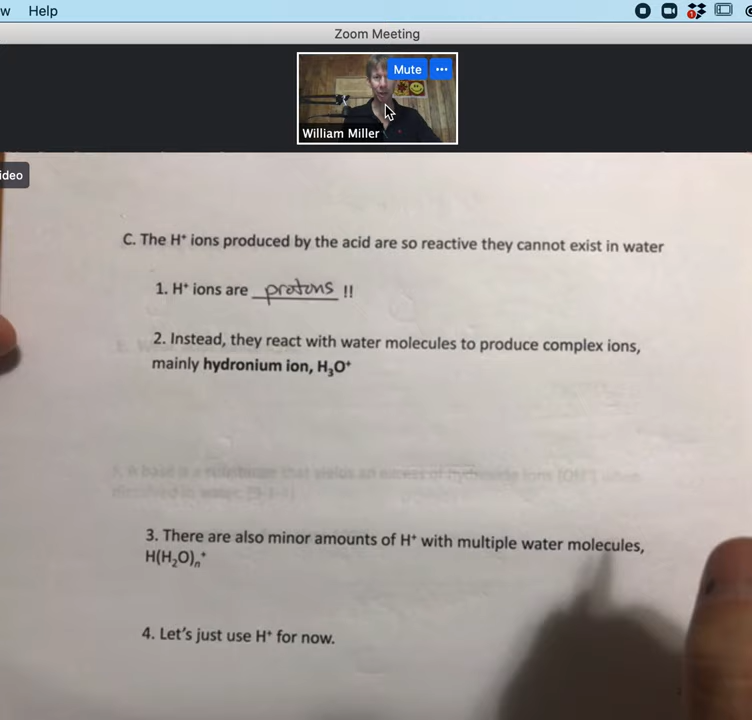 w Help
Zoom Meeting
Mute ...
William Miller
ideo
C. The H⁺ ions produced by the acid are so reactive they cannot exist in water
1. H⁺ ions are protons !!
2. Instead, they react with water molecules to produce complex ions,
mainly hydronium ion, H₃O⁺
3. There are also minor amounts of H⁺ with multiple water molecules,
H(H₂O)ₙ⁺
4. Let's just use H⁺ for now.